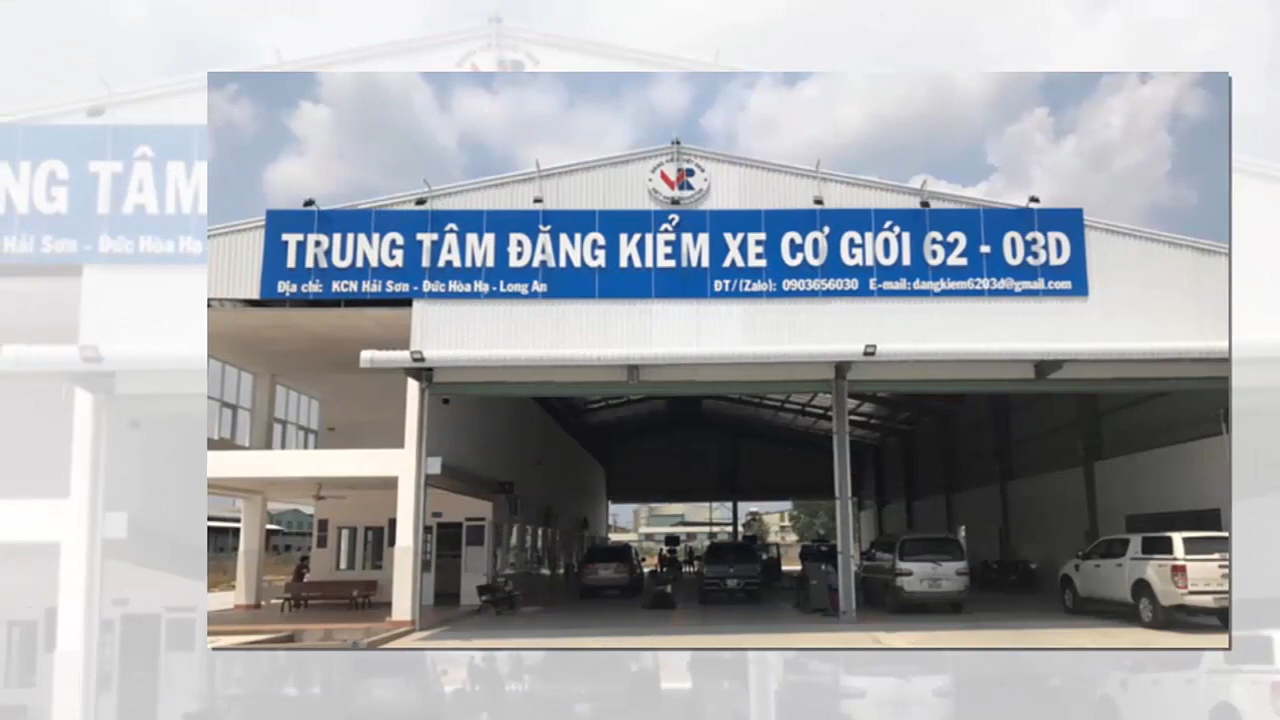 TRUNG TÂM ĐĂNG KIỂM XE CƠ GIỚI 62 - 03D
Địa chỉ: KCN Hải Sơn - Đức Hòa Hạ - Long An ĐT/(Zalo): 0903656030 E-mail: dangkiem6203d@gmail.com
VR
NG TÂM
Hải Sơn - Đức Hòa Hạ